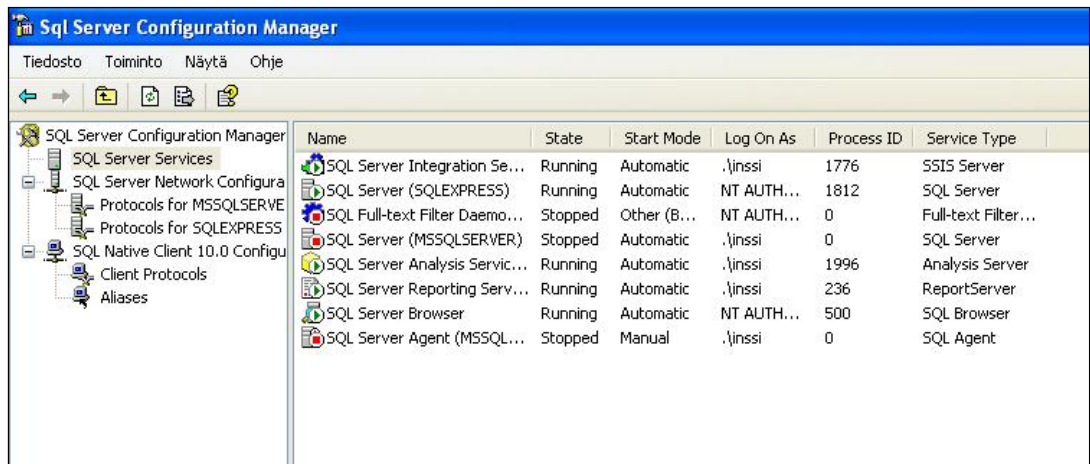 Sql Server Configuration Manager
Tiedosto Toiminto Näytä Ohje
SQL Server Configuration Manager
SQL Server Services
SQL Server Network Configura
Protocols for MSSQLSERVE
Protocols for SQLEXPRESS
SQL Native Client 10.0 Configu
Client Protocols
Aliases
Name State Start Mode Log On As Process ID Service Type
SQL Server Integration Se... Running Automatic .\inssi 1776 SSIS Server
SQL Server (SQLEXPRESS) Running Automatic NT AUTH... 1812 SQL Server
SQL Full-text Filter Daemo... Stopped Other (B... NT AUTH... 0 Full-text Filter...
SQL Server (MSSQLSERVER) Stopped Automatic .\inssi 0 SQL Server
SQL Server Analysis Servic... Running Automatic .\inssi 1996 Analysis Server
SQL Server Reporting Serv... Running Automatic .\inssi 236 ReportServer
SQL Server Browser Running Automatic NT AUTH... 500 SQL Browser
SQL Server Agent (MSSQL... Stopped Manual .\inssi 0 SQL Agent